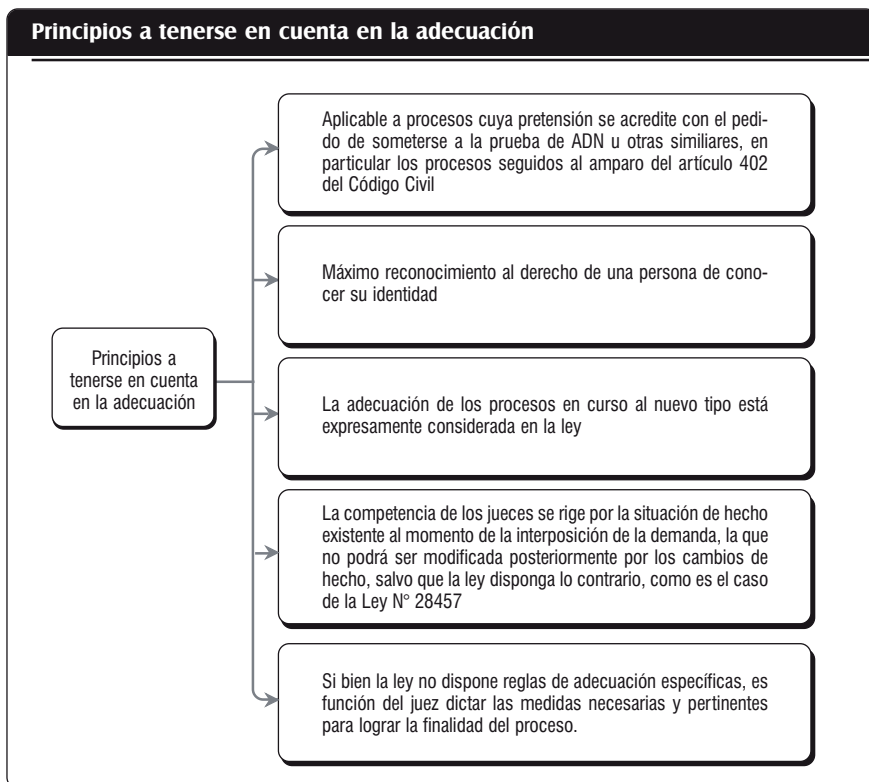 Principios a tenerse en cuenta en la adecuación
Aplicable a procesos cuya pretensión se acredite con el pedi-
do de someterse a la prueba de ADN u otras similiares, en
particular los procesos seguidos al amparo del artículo 402
del Código Civil
Máximo reconocimiento al derecho de una persona de cono-
cer su identidad
Principios a
tenerse en cuenta
en la adecuación
La adecuación de los procesos en curso al nuevo tipo está
expresamente considerada en la ley
La competencia de los jueces se rige por la situación de hecho
existente al momento de la interposición de la demanda, la que
no podrá ser modificada posteriormente por los cambios de
hecho, salvo que la ley disponga lo contrario, como es el caso
de la Ley N° 28457
Si bien la ley no dispone reglas de adecuación específicas, es
función del juez dictar las medidas necesarias y pertinentes
para lograr la finalidad del proceso.